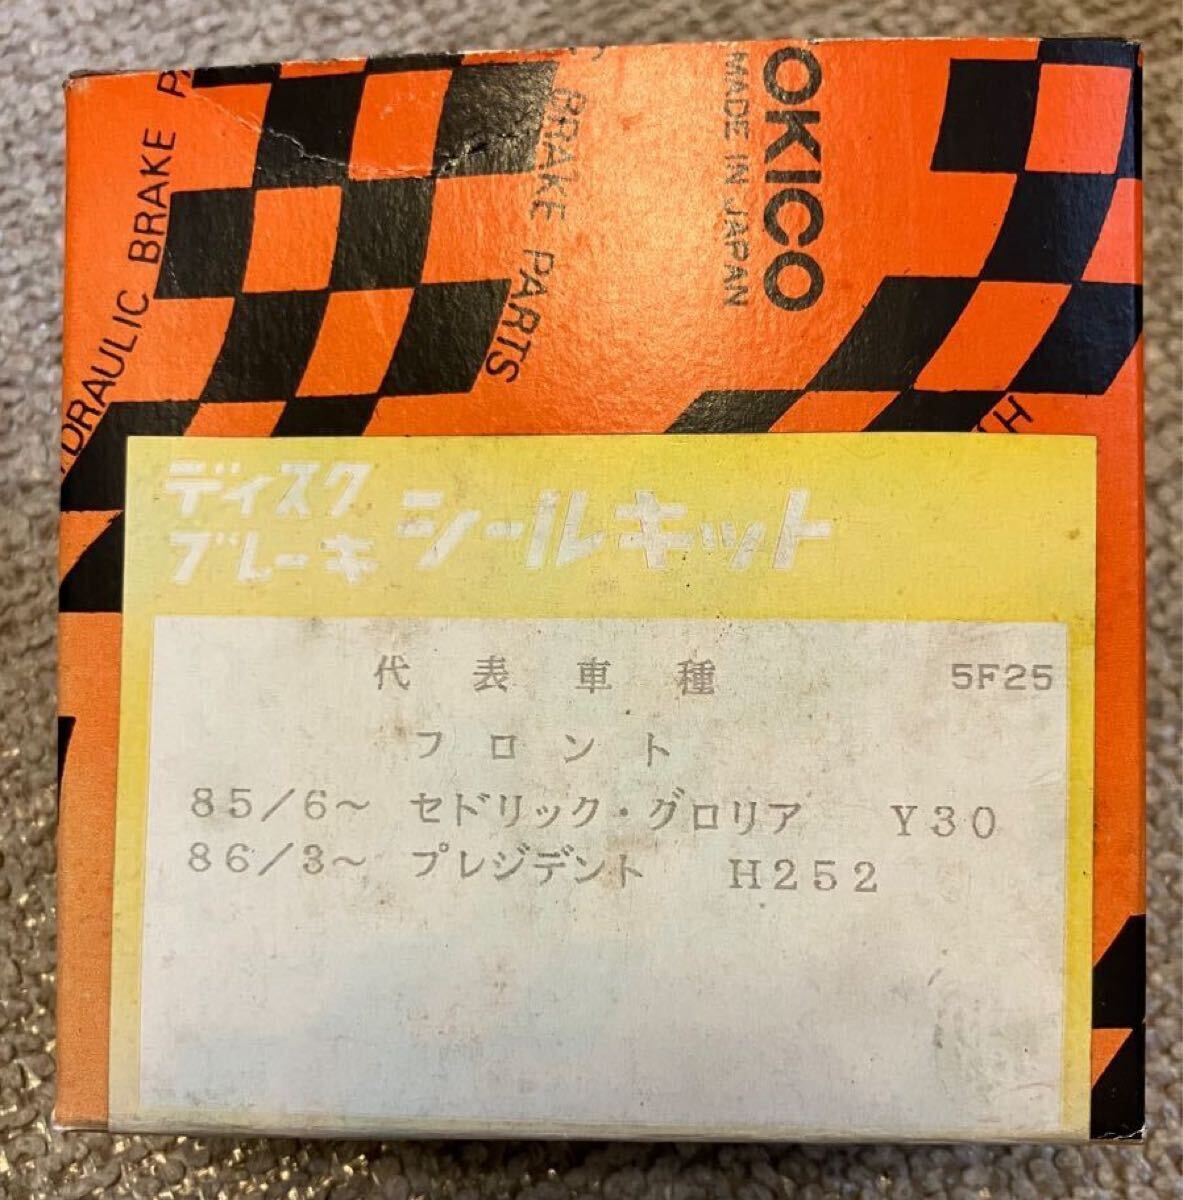 HYDRAULIC BRAKE PA
BRAKE PARTS
MADE IN JAPAN
OKICO
ディスク
ブレーキ シールキット
代表車種 5F25
フロント
85/6～ セドリック・グロリア Y30
86/3～ プレジデント H252